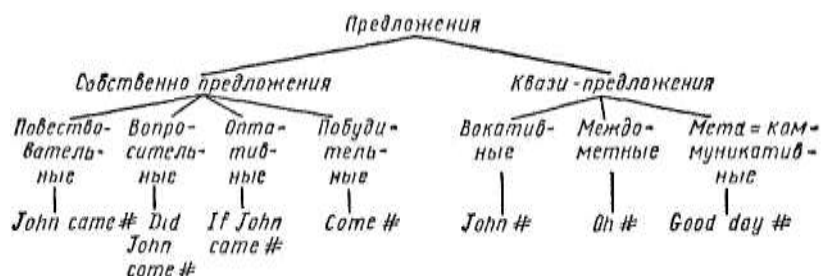 Предложения
Собственно предложения Квази-предложения
Повество- Вопро- Опта- Побуди- Вокатив- Междо- Мета=ком-
ватель- ситель- тив- тель- ные метные муникатив-
ные ные ные ные ные
John came # Did If John Come # John # Oh # Good day #
John came #
come #